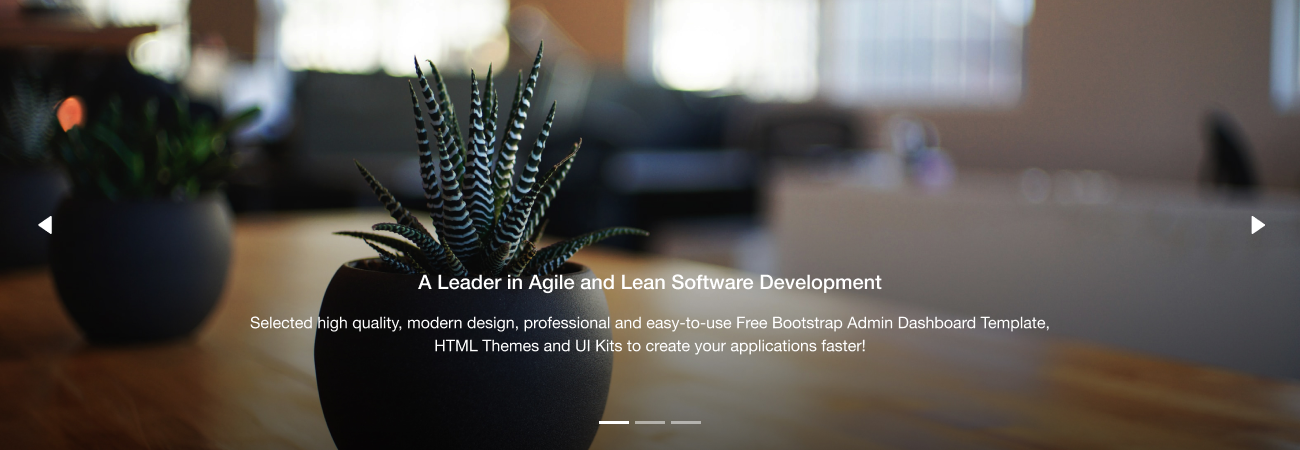 A Leader in Agile and Lean Software Development
Selected high quality, modern design, professional and easy-to-use Free Bootstrap Admin Dashboard Template,
HTML Themes and UI Kits to create your applications faster!